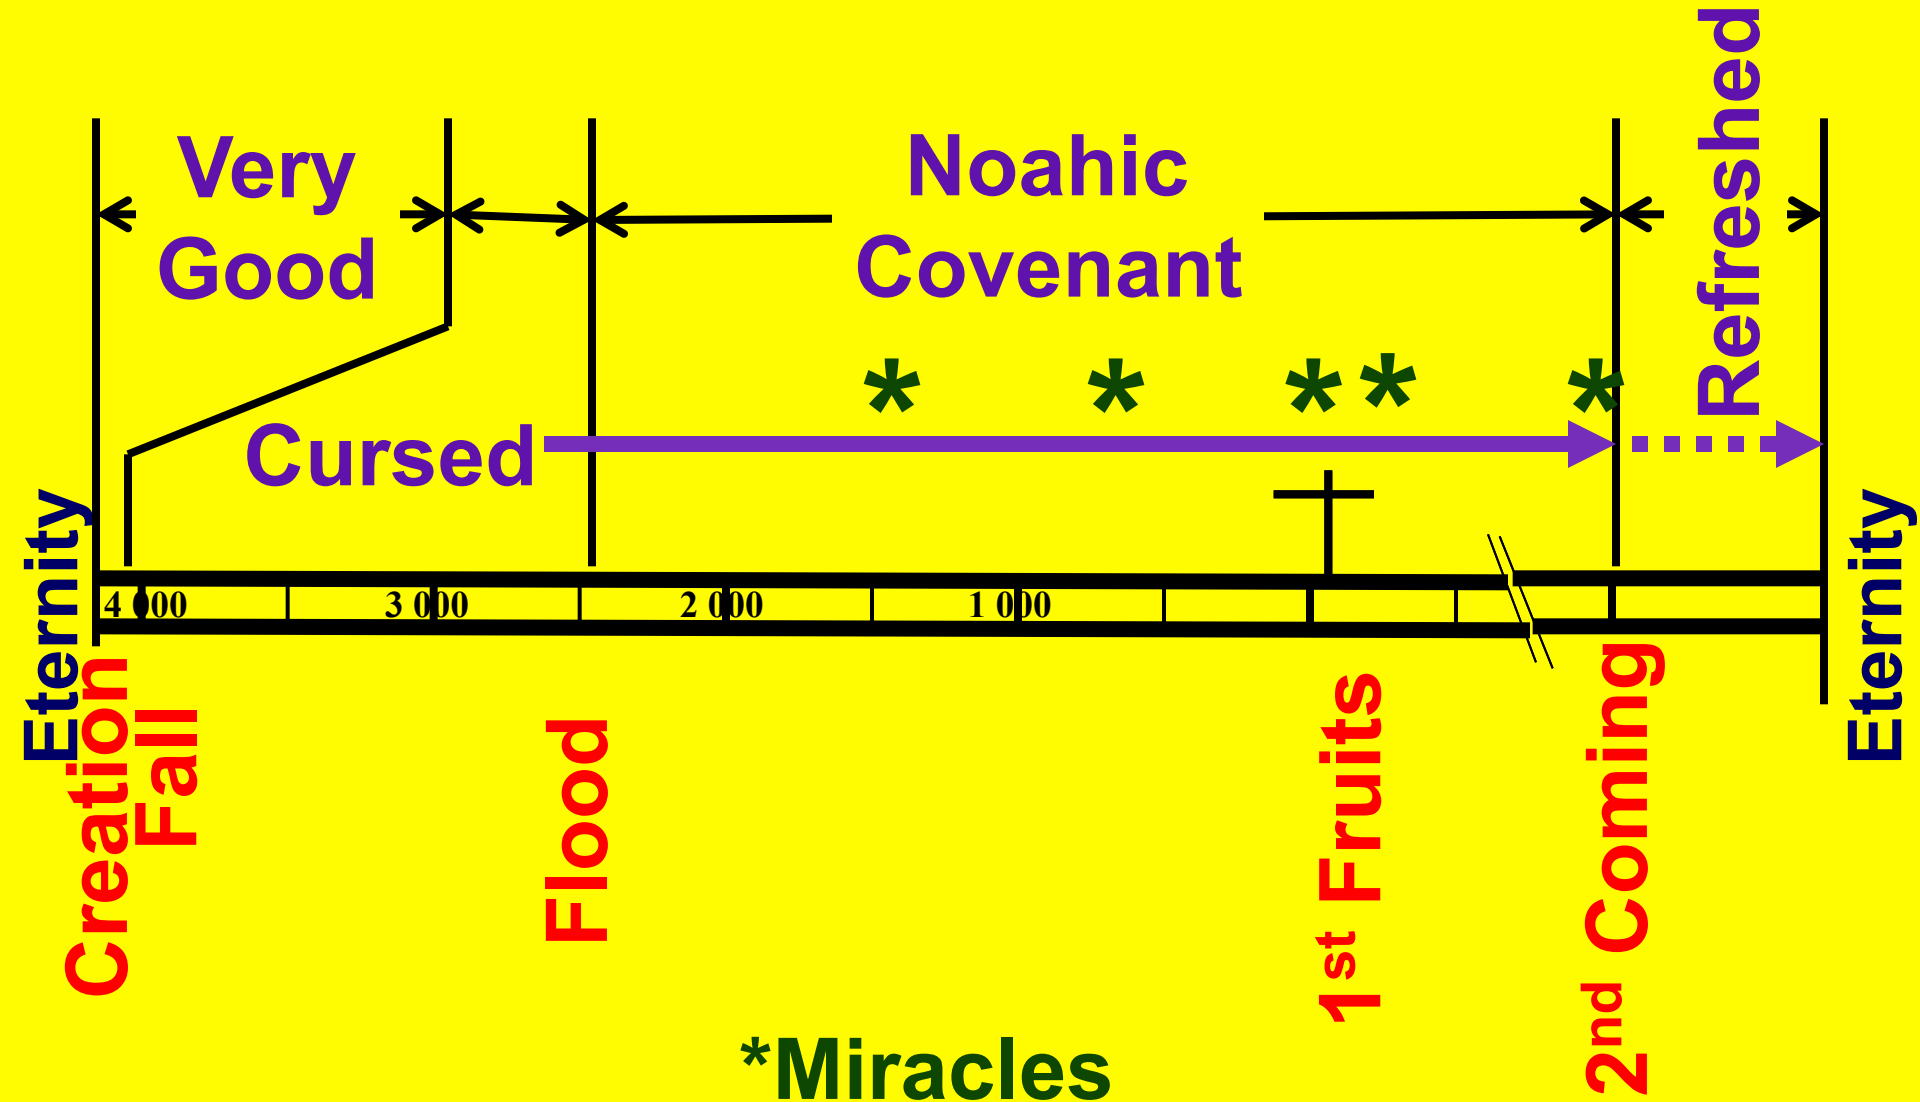 Very
Good
Noahic
Covenant
Refreshed
* * * * *
Cursed
Eternity
Eternity
4 000
3 000
2 000
1 000
Creation
Fall
Flood
1st Fruits
2nd Coming
*Miracles